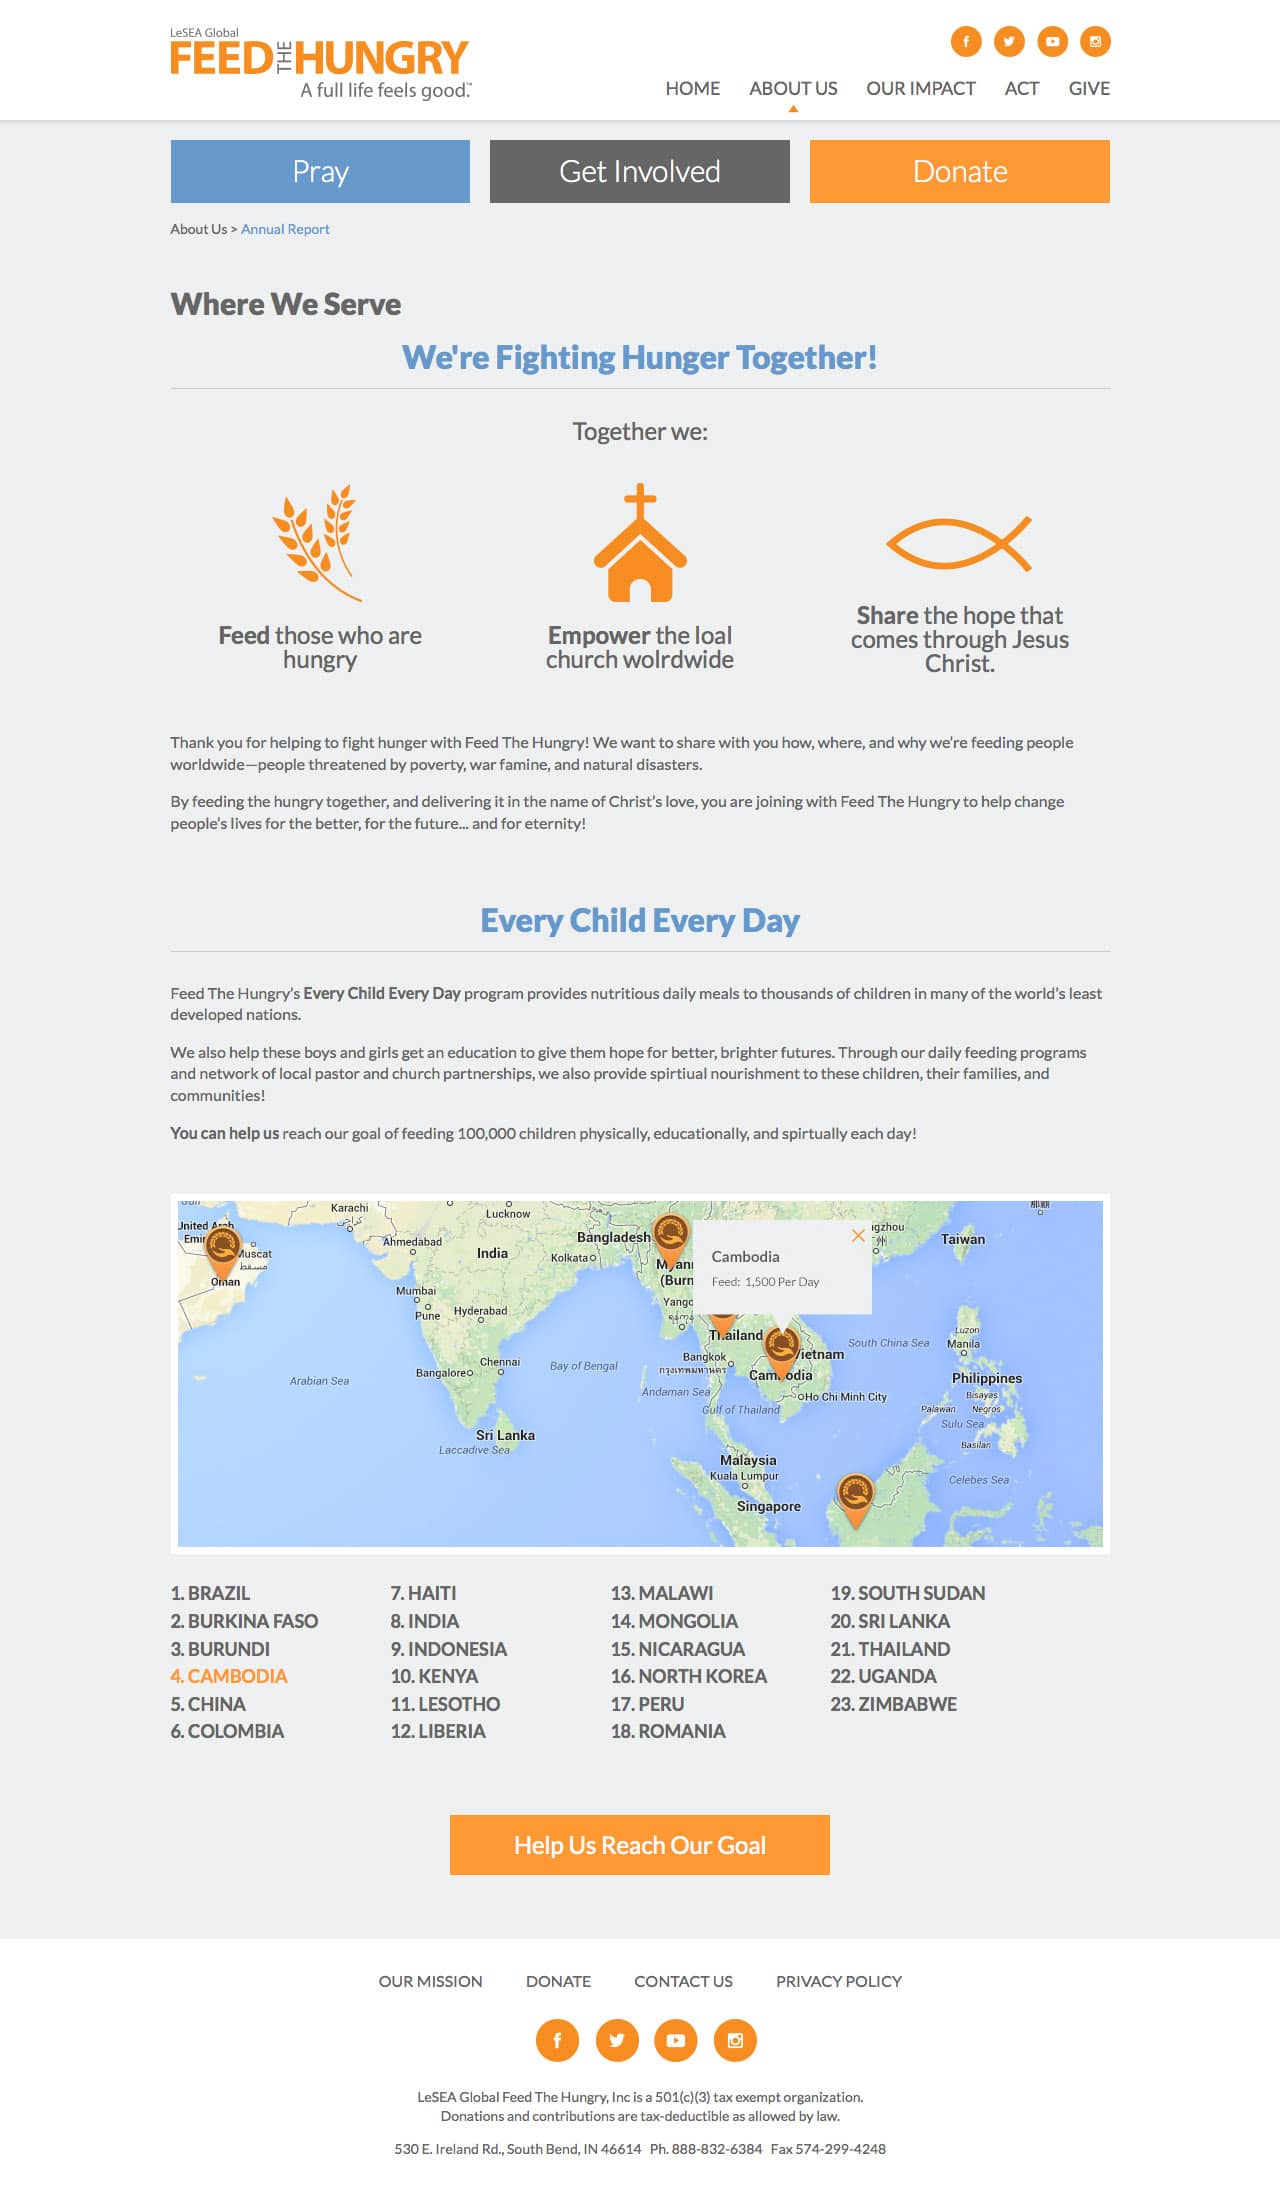 LeSEA Global
FEED THE HUNGRY
A full life feels good.™
HOME ABOUT US OUR IMPACT ACT GIVE
Pray Get Involved Donate
About Us > Annual Report
Where We Serve
We're Fighting Hunger Together!
Together we:
Feed those who are
hungry
Empower the loal
church wolrdwide
Share the hope that
comes through Jesus
Christ.
Thank you for helping to fight hunger with Feed The Hungry! We want to share with you how, where, and why we're feeding people
worldwide—people threatened by poverty, war famine, and natural disasters.
By feeding the hungry together, and delivering it in the name of Christ's love, you are joining with Feed The Hungry to help change
people's lives for the better, for the future... and for eternity!
Every Child Every Day
Feed The Hungry's Every Child Every Day program provides nutritious daily meals to thousands of children in many of the world's least
developed nations.
We also help these boys and girls get an education to give them hope for better, brighter futures. Through our daily feeding programs
and network of local pastor and church partnerships, we also provide spirtiual nourishment to these children, their families, and
communities!
You can help us reach our goal of feeding 100,000 children physically, educationally, and spirtually each day!
Karachi
كراچى
Lucknow
United Arab
Muscat
مسقط
Oman
Ahmedabad
India
Bangladesh
Kolkata
Taiwan
Cambodia
Feed: 1,500 Per Day
Mumbai
Pune
Hyderabad
Thailand
Bangkok
กรุงเทพมหานคร
Vietnam
South China Sea
Luzon
Manila
Bangalore
Chennai
Bay of Bengal
Arabian Sea
Andaman Sea
Cambodia
Ho Chi Minh City
Gulf of Thailand
Philippines
Bisayas
Palawan
Negros
Sulu Sea
Basilan
Sri Lanka
Laccadive Sea
Malaysia
Kuala Lumpur
Singapore
Celebes Sea
1. BRAZIL
2. BURKINA FASO
3. BURUNDI
4. CAMBODIA
5. CHINA
6. COLOMBIA
7. HAITI
8. INDIA
9. INDONESIA
10. KENYA
11. LESOTHO
12. LIBERIA
13. MALAWI
14. MONGOLIA
15. NICARAGUA
16. NORTH KOREA
17. PERU
18. ROMANIA
19. SOUTH SUDAN
20. SRI LANKA
21. THAILAND
22. UGANDA
23. ZIMBABWE
Help Us Reach Our Goal
OUR MISSION DONATE CONTACT US PRIVACY POLICY
LeSEA Global Feed The Hungry, Inc is a 501(c)(3) tax exempt organization.
Donations and contributions are tax-deductible as allowed by law.
530 E. Ireland Rd., South Bend, IN 46614 Ph. 888-832-6384 Fax 574-299-4248